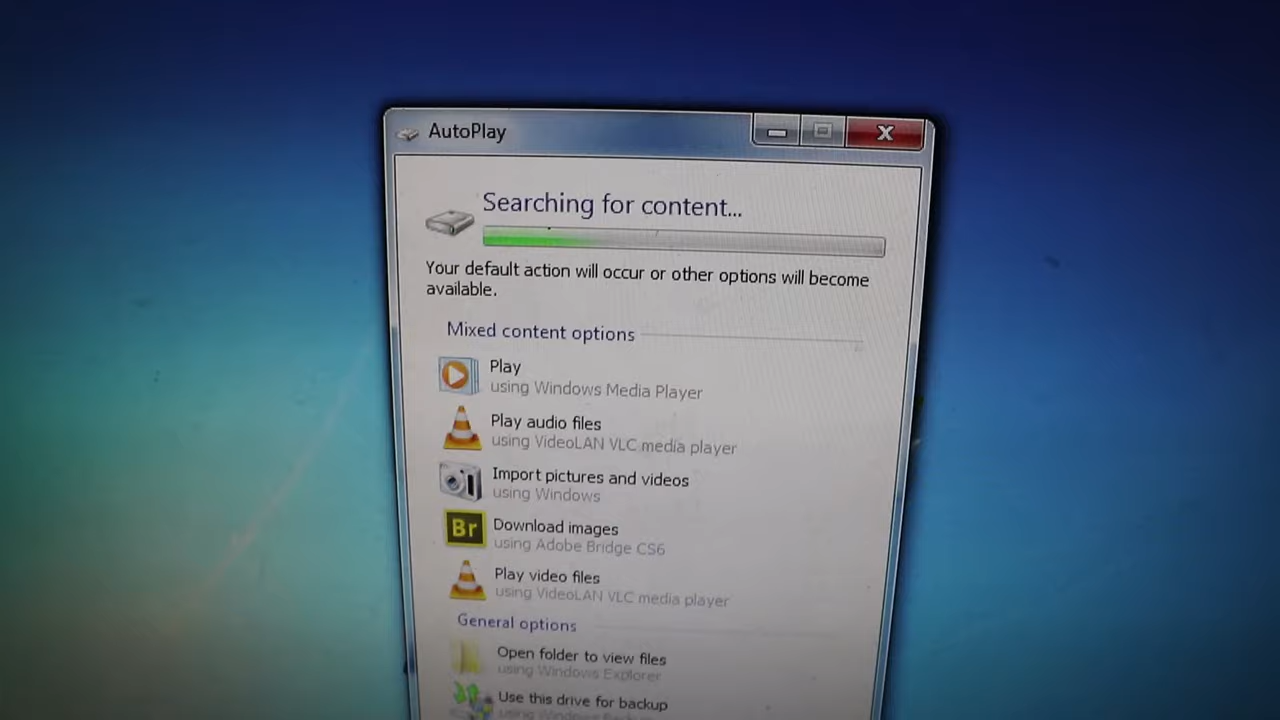 AutoPlay
Searching for content...
Your default action will occur or other options will become
available.
Mixed content options
Play
using Windows Media Player
Play audio files
using VideoLAN VLC media player
Import pictures and videos
using Windows
Br
Download images
using Adobe Bridge CS6
Play video files
using VideoLAN VLC media player
General options
Open folder to view files
using Windows Explorer
Use this drive for backup
using Windows Backup